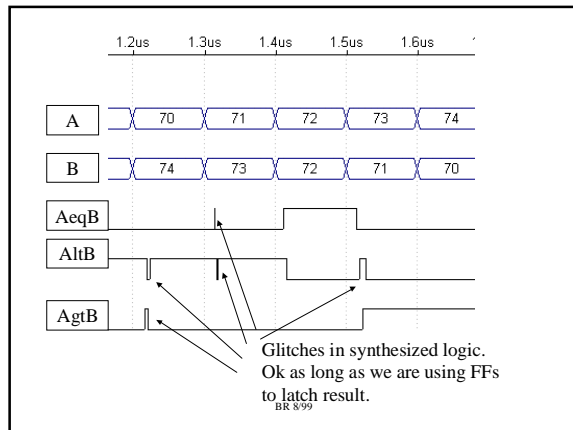 1.2us 1.3us 1.4us 1.5us 1.6us
A 70 71 72 73 74
B 74 73 72 71 70
AeqB
AltB
AgtB
Glitches in synthesized logic.
Ok as long as we are using FFs
to latch result.
BR 8/99